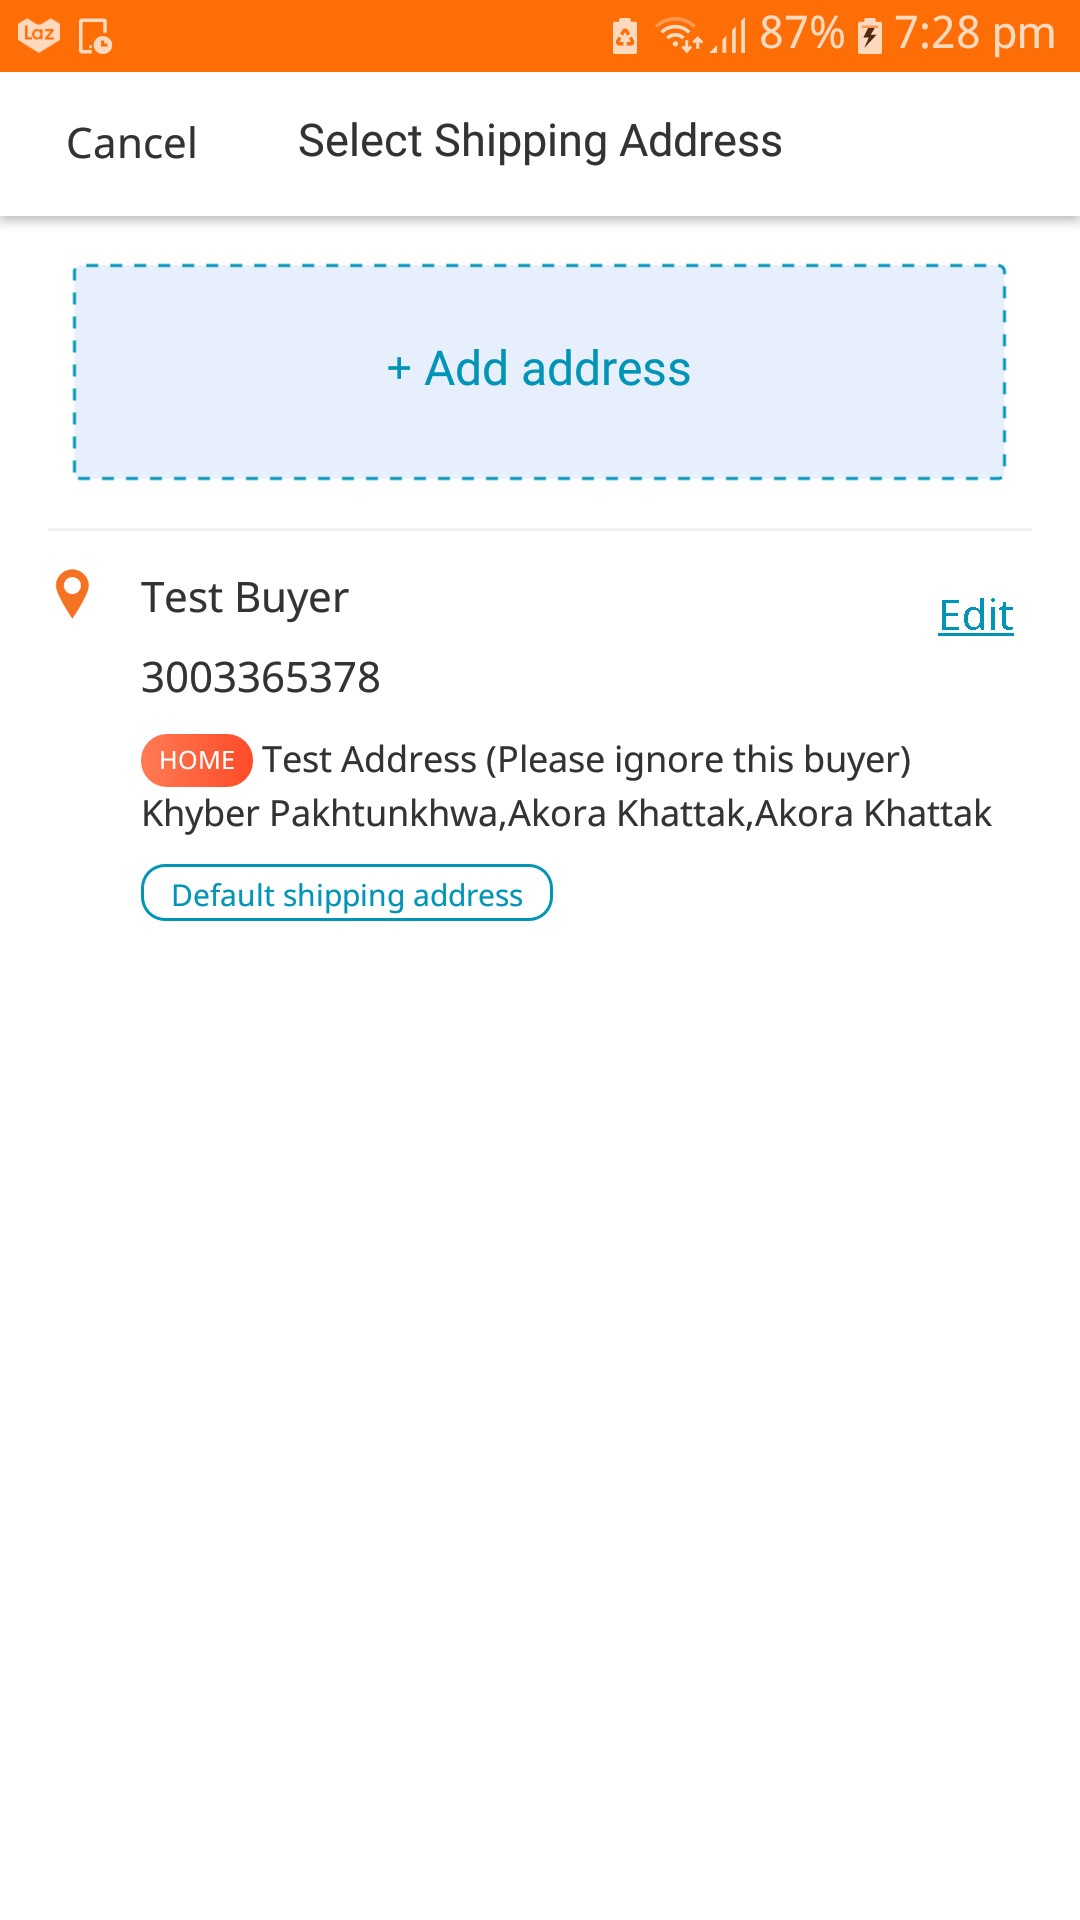 Laz 87% 7:28 pm
Cancel Select Shipping Address
+ Add address
Test Buyer
Edit
3003365378
HOME Test Address (Please ignore this buyer)
Khyber Pakhtunkhwa,Akora Khattak,Akora Khattak
Default shipping address